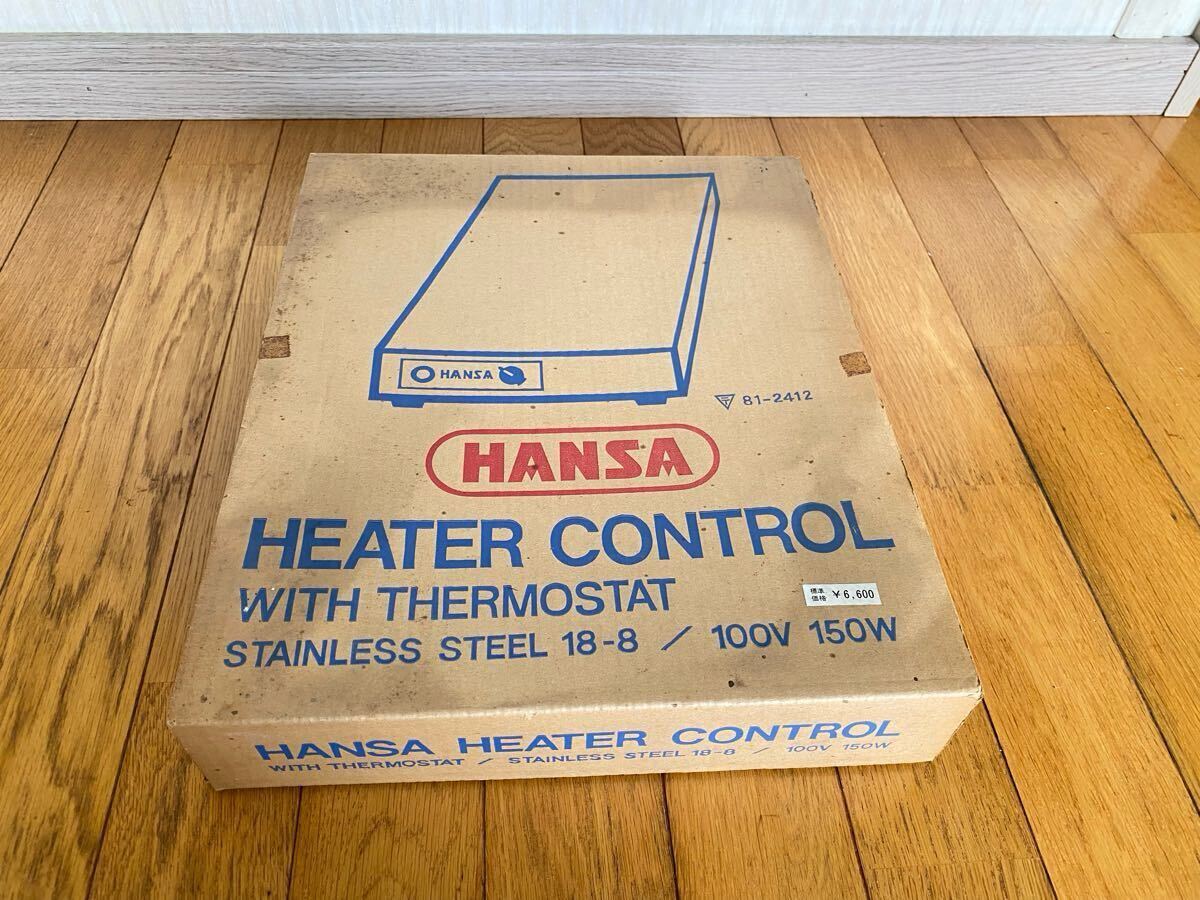 HANSA
81-2412
HANSA
HEATER CONTROL
WITH THERMOSTAT
標準価格 ¥6,600
STAINLESS STEEL 18-8 / 100V 150W
HANSA HEATER CONTROL
WITH THERMOSTAT / STAINLESS STEEL 18-8 / 100V 150W